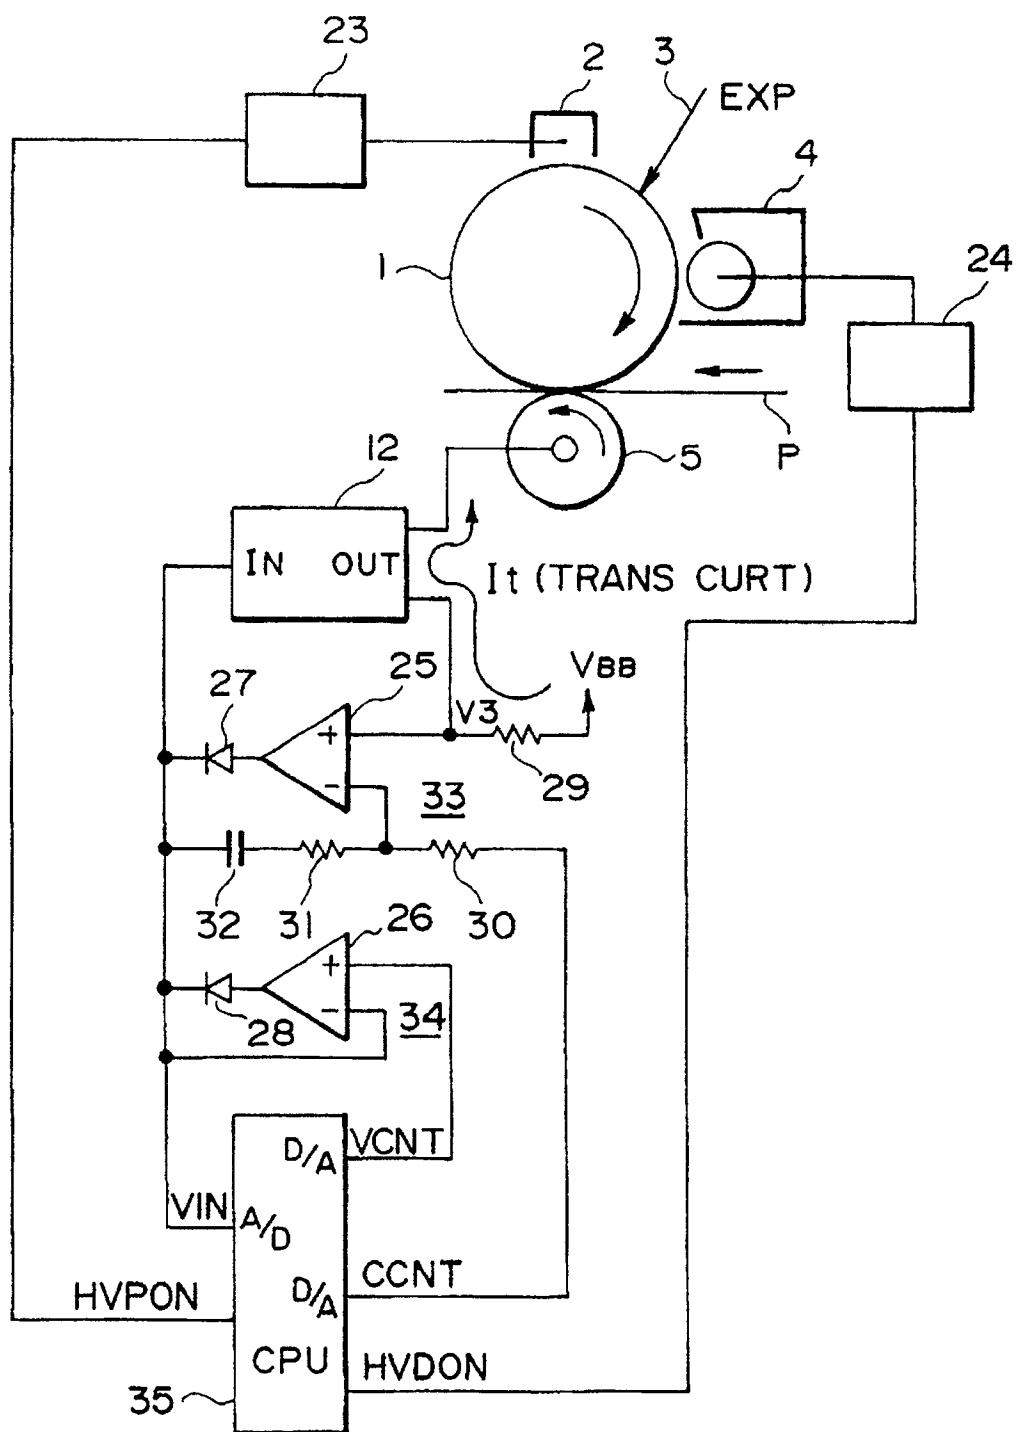 23
2
3
EXP
4
1
24
P
5
12
IN OUT
It (TRANS CURT)
VBB
27
25
V3
+
29
−
33
32
31
30
26
+
28
−
34
D/A
VCNT
VIN
A/D
CCNT
D/A
HVPON
CPU
HVDON
35